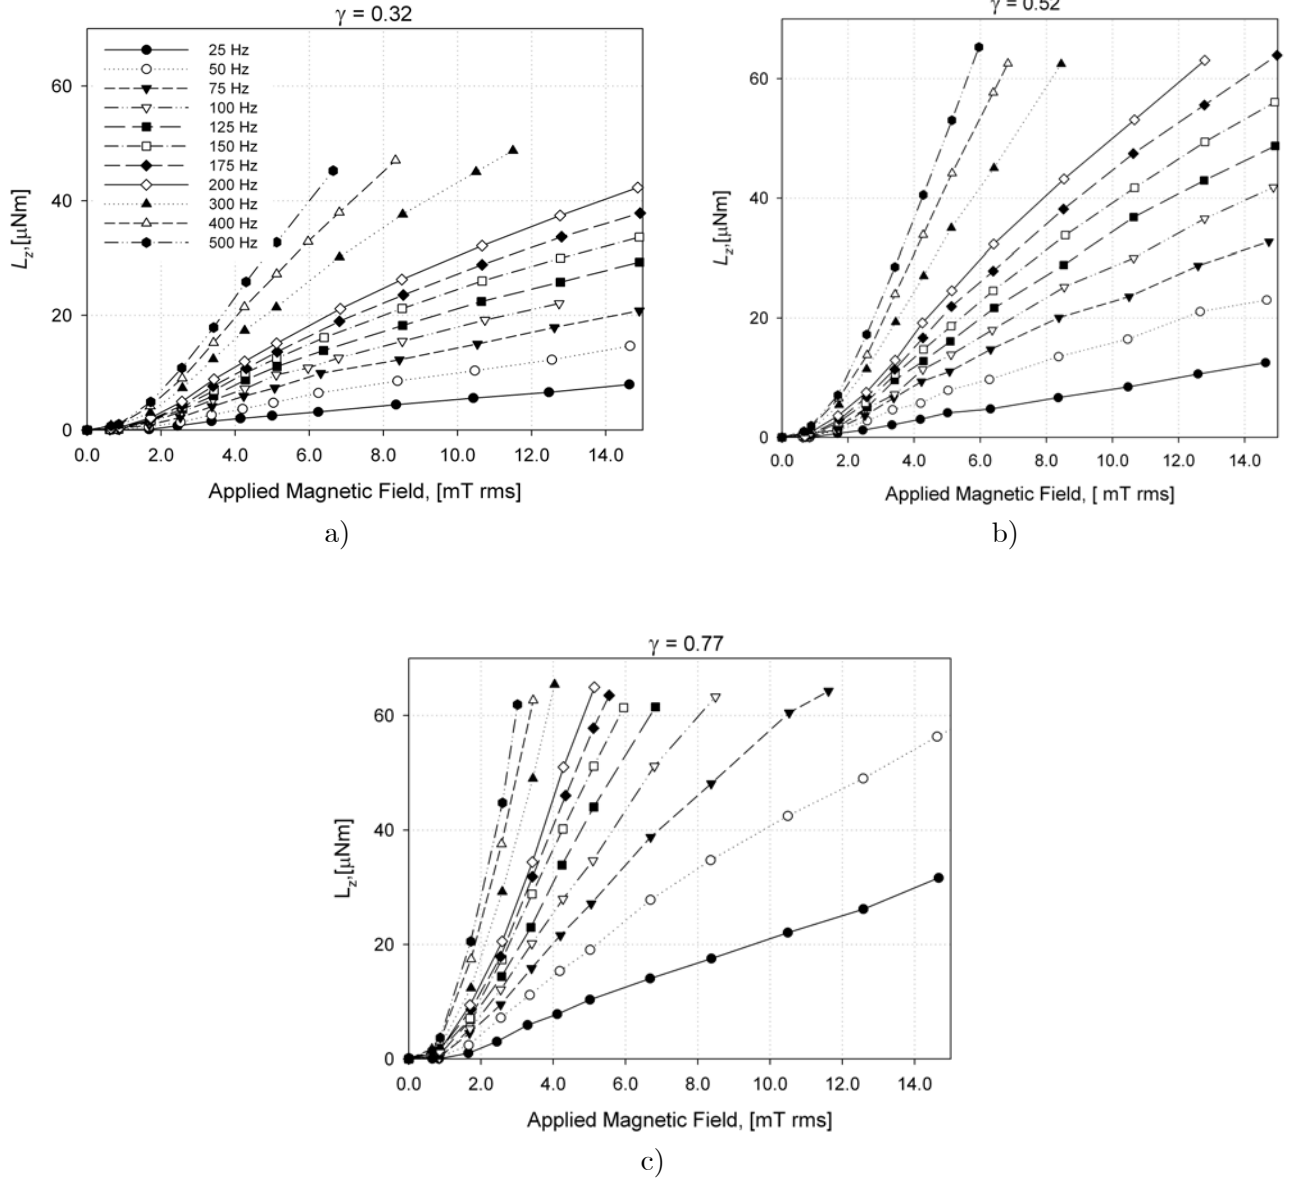 γ = 0.32
25 Hz
50 Hz
75 Hz
100 Hz
125 Hz
150 Hz
175 Hz
200 Hz
300 Hz
400 Hz
500 Hz
60
40
20
0
L_z,[μNm]
0.0 2.0 4.0 6.0 8.0 10.0 12.0 14.0
Applied Magnetic Field, [mT rms]
a)
γ = 0.52
60
40
20
0
L_z,[μNm]
0.0 2.0 4.0 6.0 8.0 10.0 12.0 14.0
Applied Magnetic Field, [ mT rms]
b)
γ = 0.77
60
40
20
0
L_z,[μNm]
0.0 2.0 4.0 6.0 8.0 10.0 12.0 14.0
Applied Magnetic Field, [mT rms]
c)